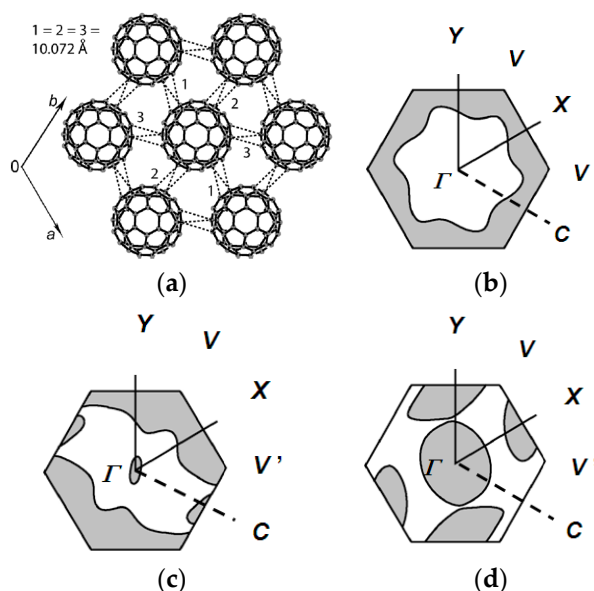 1 = 2 = 3 =
10.072 Å
b
0
a
1
2
3
3
2
1
(a)
Y
V
X
V
Γ
C
(b)
Y
V
X
V'
Γ
C
(c)
Y
V
X
V'
Γ
C
(d)